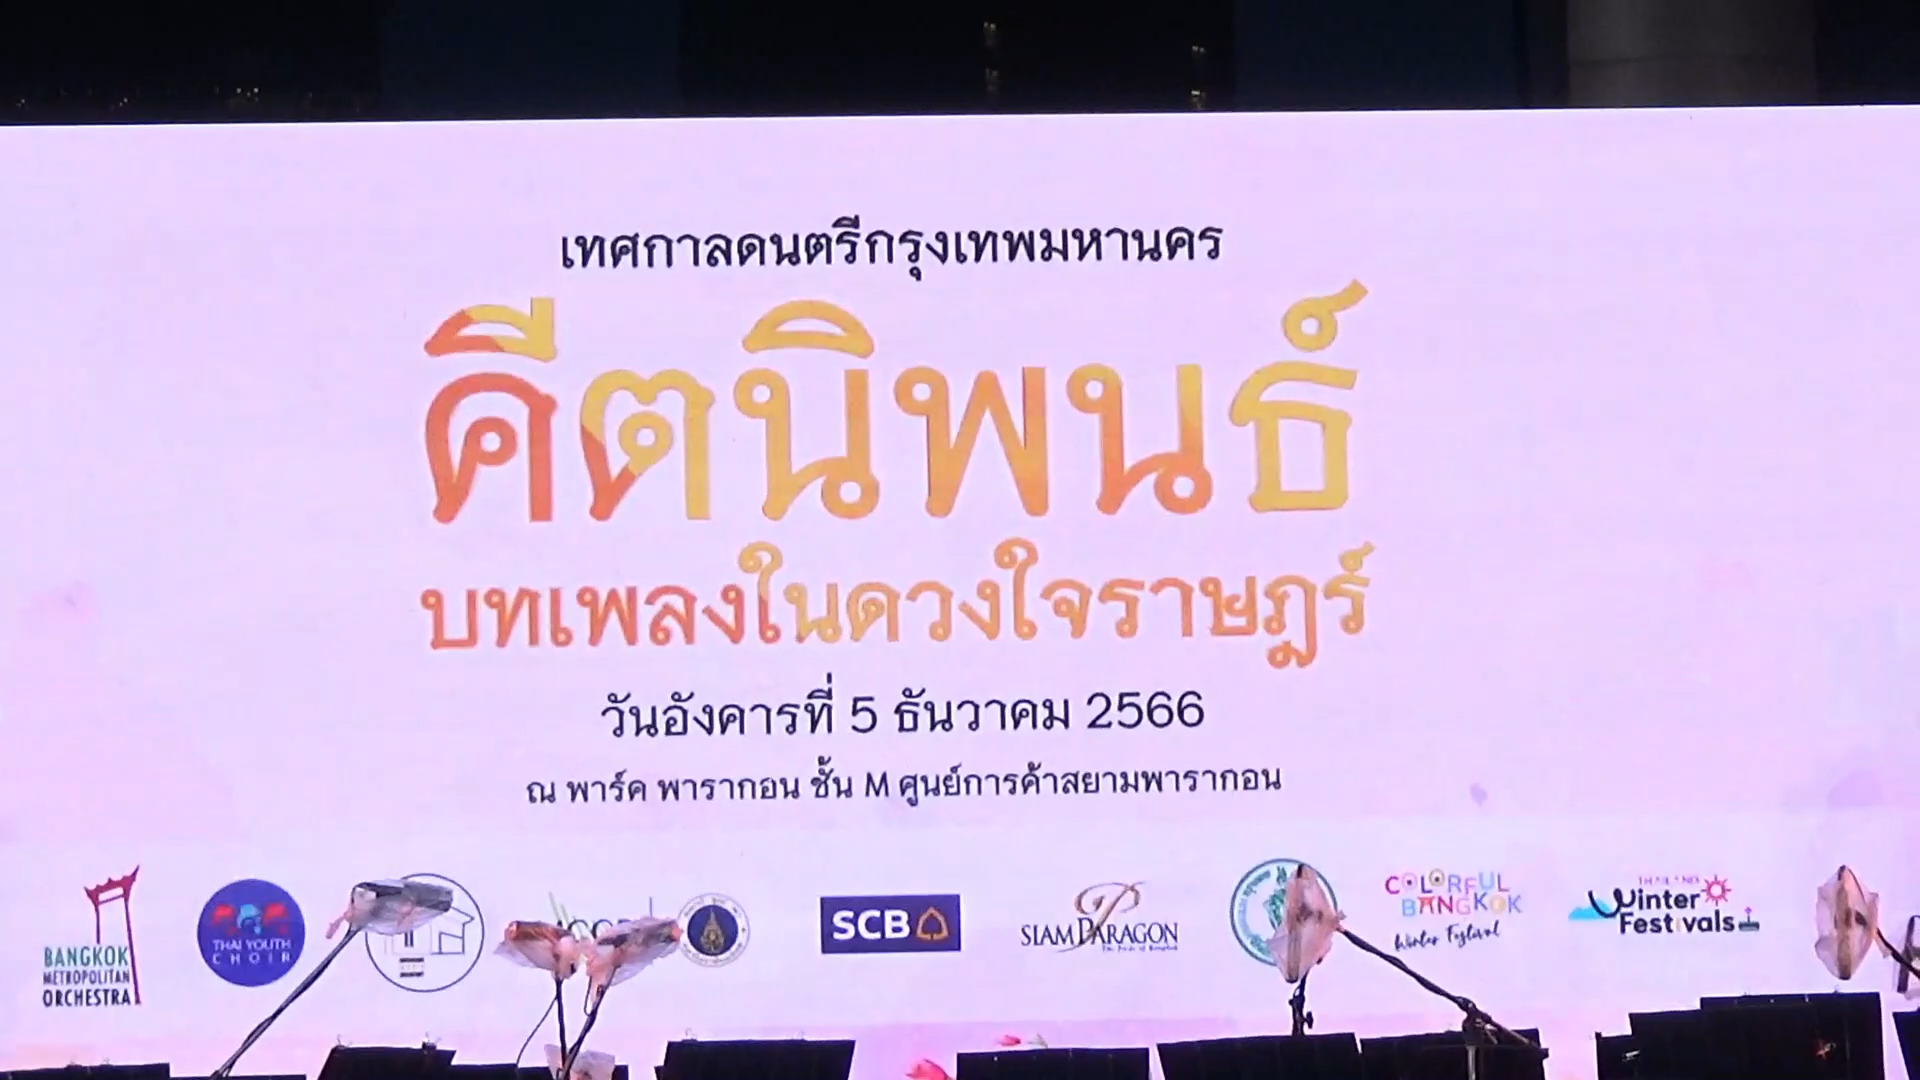 เทศกาลดนตรีกรุงเทพมหานคร
คีตนิพนธ์
บทเพลงในดวงใจราษฎร์
วันอังคารที่ 5 ธันวาคม 2566
ณ พาร์ค พารากอน ชั้น M ศูนย์การค้าสยามพารากอน
BANGKOK
METROPOLITAN
ORCHESTRA
THAI YOUTH
CHOIR
SCB
SIAM PARAGON
COLORFUL
BANGKOK
Winter Festival
THAILAND
Winter
Festivals